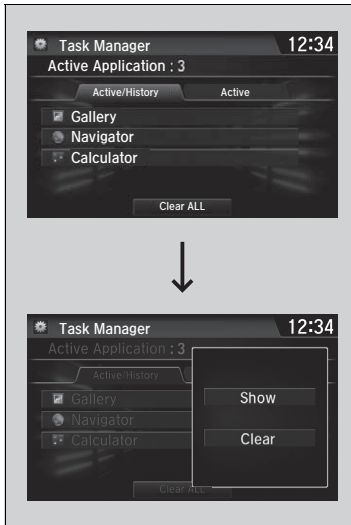 Task Manager 12:34
Active Application : 3
Active/History Active
Gallery
Navigator
Calculator
Clear ALL
Task Manager 12:34
Active Application : 3
Active/History
Gallery
Show
Navigator
Clear
Calculator
Clear ALL